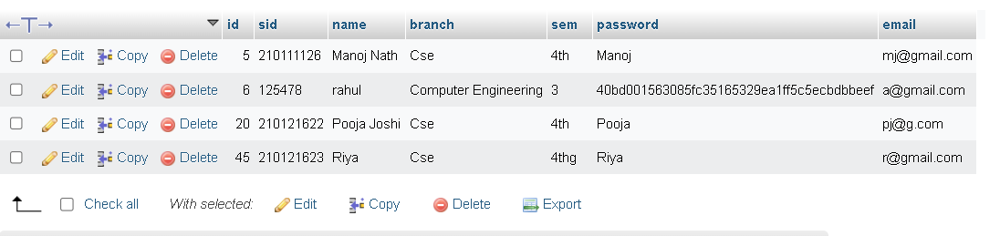 id sid name branch sem password email
Edit Copy Delete 5 210111126 Manoj Nath Cse 4th Manoj mj@gmail.com
Edit Copy Delete 6 125478 rahul Computer Engineering 3 40bd001563085fc35165329ea1ff5c5ecbdbbeef a@gmail.com
Edit Copy Delete 20 210121622 Pooja Joshi Cse 4th Pooja pj@g.com
Edit Copy Delete 45 210121623 Riya Cse 4thg Riya r@gmail.com
Check all With selected: Edit Copy Delete Export